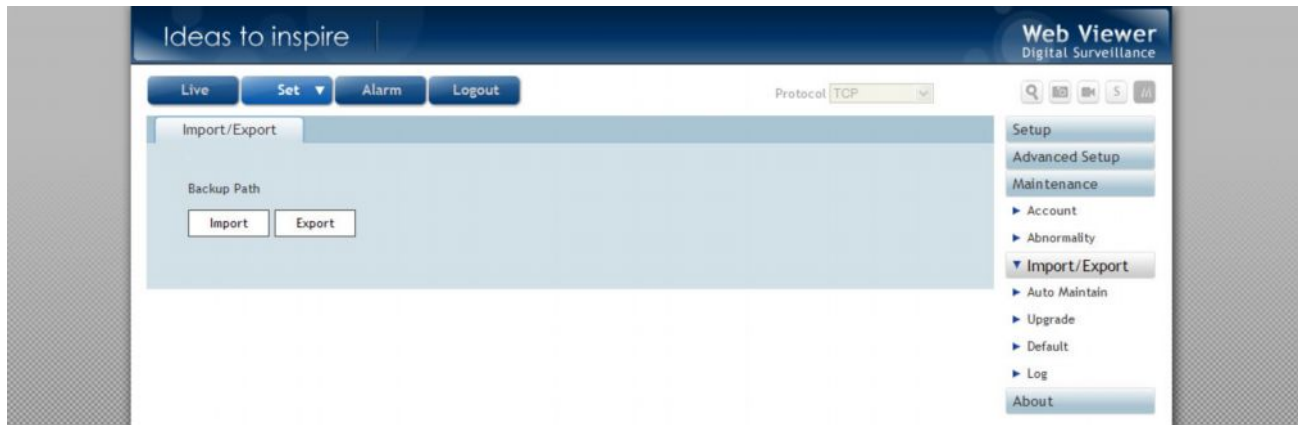 Ideas to inspire
Web Viewer
Digital Surveillance
Live
Set
Alarm
Logout
Protocol TCP
S
Import/Export
Setup
Advanced Setup
Backup Path
Maintenance
Import
Export
Account
Abnormality
Import/Export
Auto Maintain
Upgrade
Default
Log
About